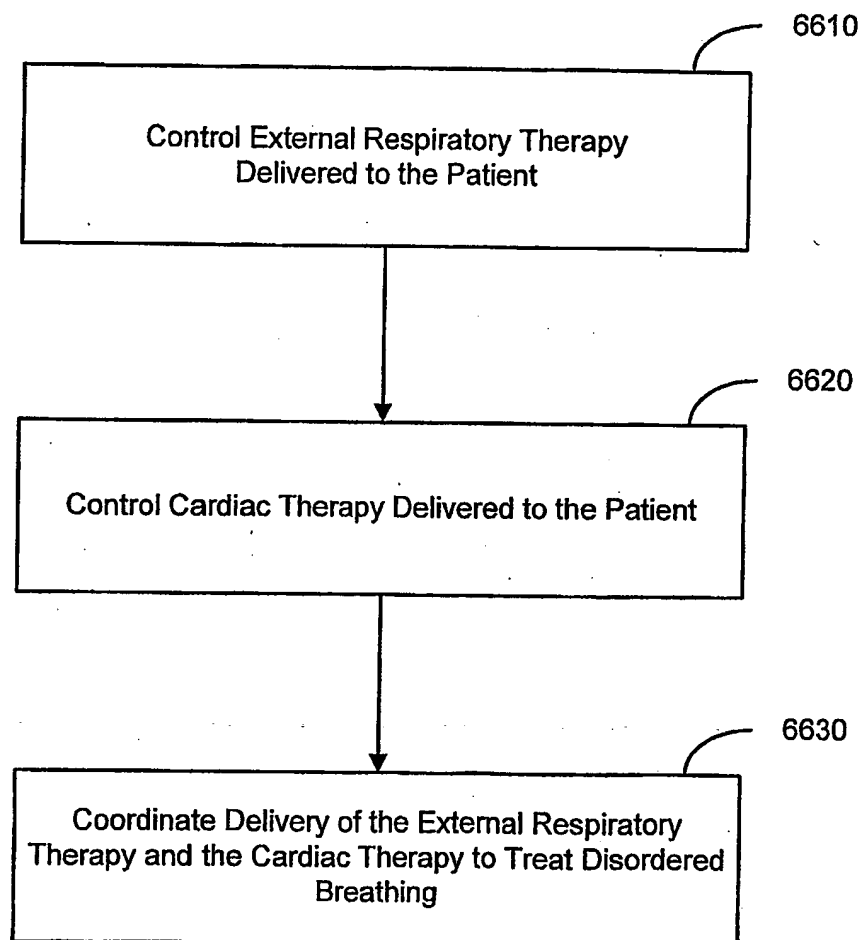 6610
Control External Respiratory Therapy
Delivered to the Patient
6620
Control Cardiac Therapy Delivered to the Patient
6630
Coordinate Delivery of the External Respiratory
Therapy and the Cardiac Therapy to Treat Disordered
Breathing